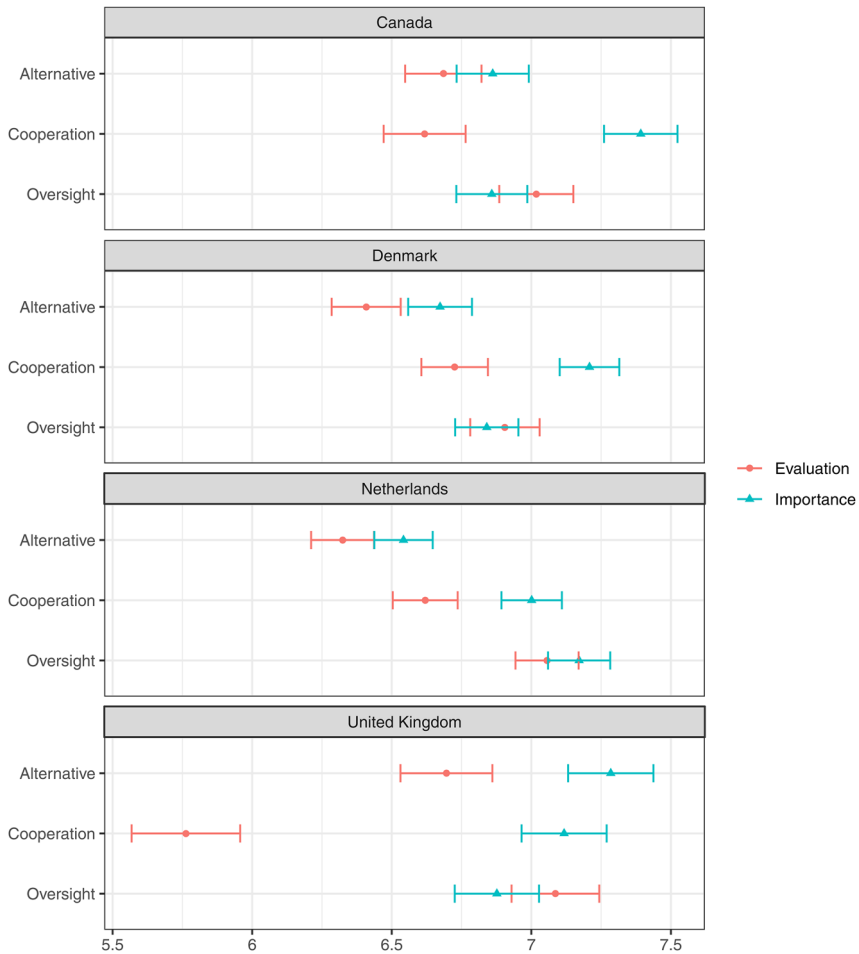 Canada
Alternative
Cooperation
Oversight
Denmark
Alternative
Cooperation
Oversight
Netherlands
Alternative
Cooperation
Oversight
United Kingdom
Alternative
Cooperation
Oversight
5.5 6 6.5 7 7.5
Evaluation
Importance